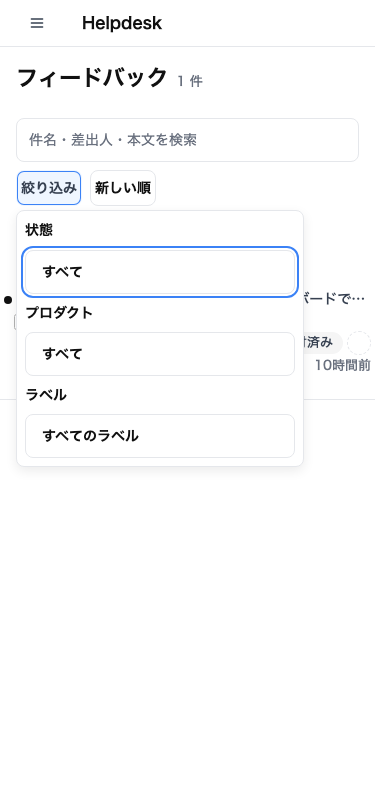 Helpdesk
フィードバック 1 件
件名・差出人・本文を検索
絞り込み 新しい順
状態
すべて
プロダクト
すべて
ラベル
すべてのラベル
ボードで…
済み
10時間前